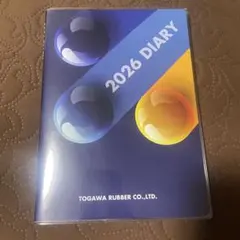 2026 DIARY
TOGAWA RUBBER CO.,LTD.